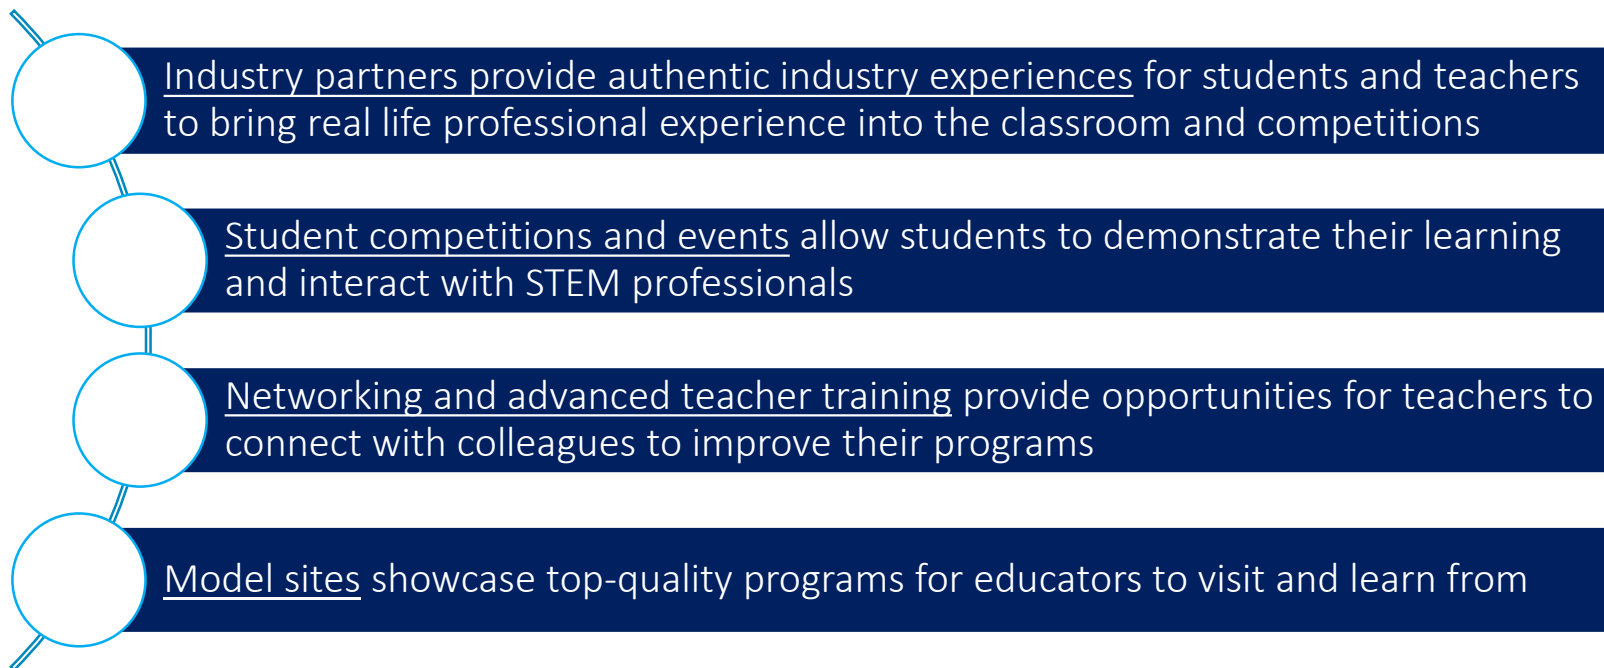 Industry partners provide authentic industry experiences for students and teachers
to bring real life professional experience into the classroom and competitions
Student competitions and events allow students to demonstrate their learning
and interact with STEM professionals
Networking and advanced teacher training provide opportunities for teachers to
connect with colleagues to improve their programs
Model sites showcase top-quality programs for educators to visit and learn from